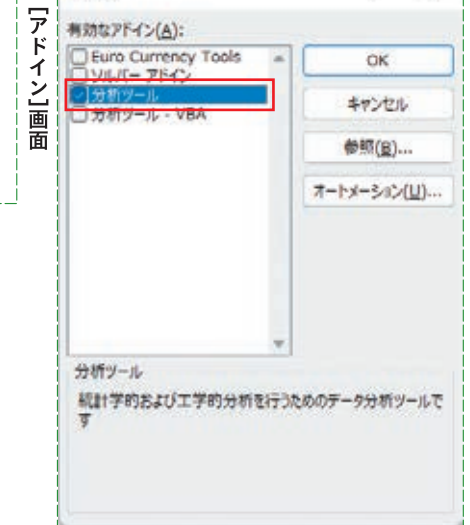 ［アドイン］画面
有効なアドイン(A):
Euro Currency Tools
ソルバー アドイン
分析ツール
分析ツール - VBA
OK
キャンセル
参照(B)...
オートメーション(U)...
分析ツール
統計学的および工学的分析を行うためのデータ分析ツールで
す